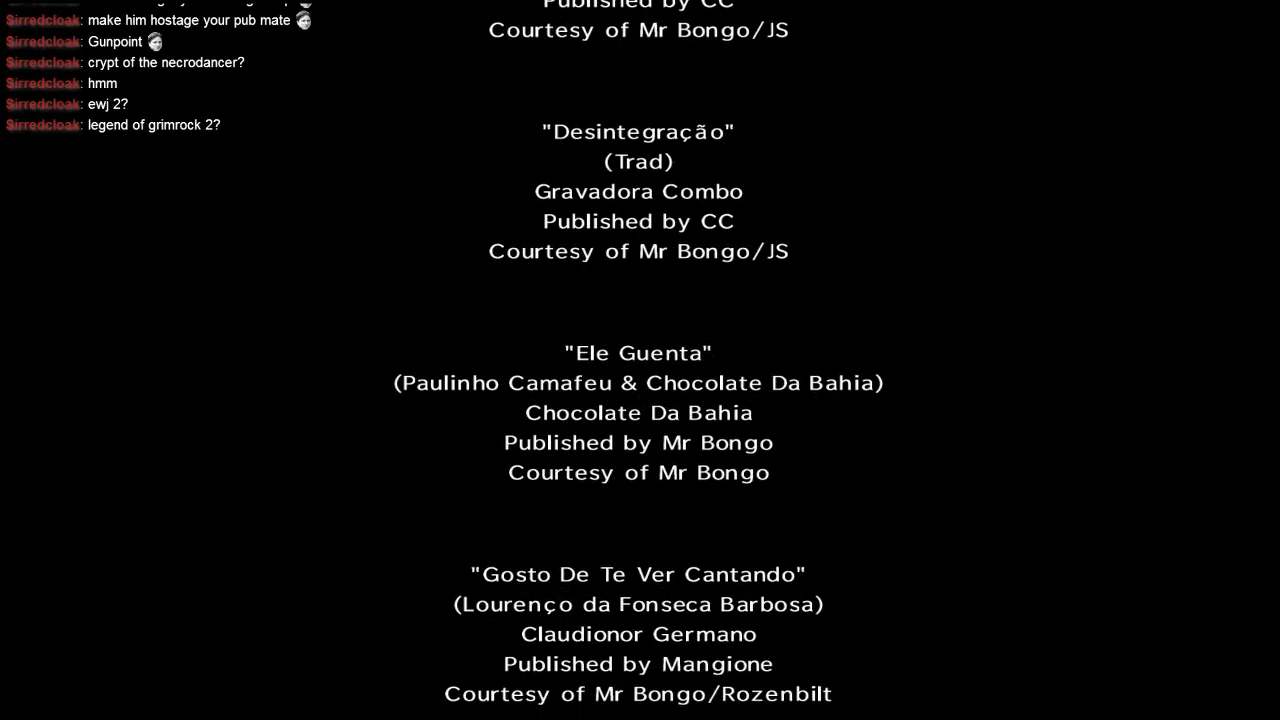 Sirredcloak: make him hostage your pub mate
Sirredcloak: Gunpoint
Sirredcloak: crypt of the necrodancer?
Sirredcloak: hmm
Sirredcloak: ewj 2?
Sirredcloak: legend of grimrock 2?
Published by CC
Courtesy of Mr Bongo/JS
"Desintegração"
(Trad)
Gravadora Combo
Published by CC
Courtesy of Mr Bongo/JS
"Ele Guenta"
(Paulinho Camafeu & Chocolate Da Bahia)
Chocolate Da Bahia
Published by Mr Bongo
Courtesy of Mr Bongo
"Gosto De Te Ver Cantando"
(Lourenço da Fonseca Barbosa)
Claudionor Germano
Published by Mangione
Courtesy of Mr Bongo/Rozenbilt